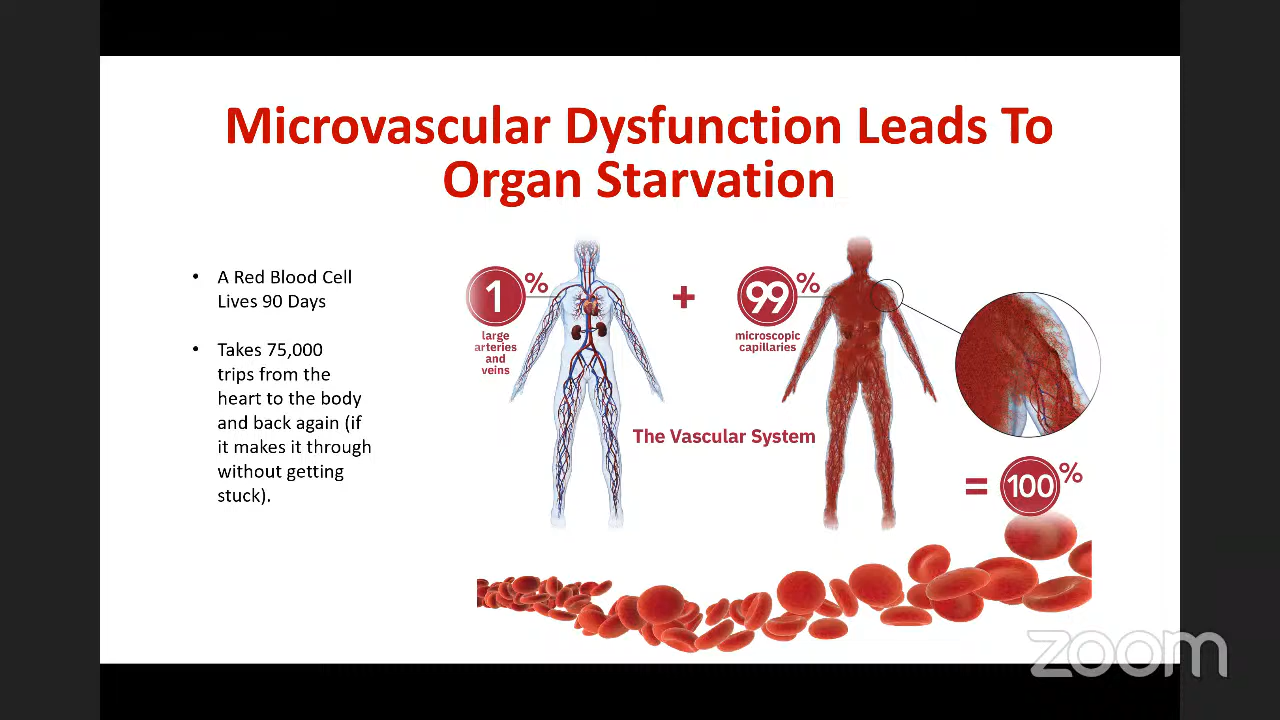 Microvascular Dysfunction Leads To
Organ Starvation
• A Red Blood Cell
Lives 90 Days
• Takes 75,000
trips from the
heart to the body
and back again (if
it makes it through
without getting
stuck).
1%
large
arteries
and
veins
+
99%
microscopic
capillaries
The Vascular System
= 100%
zoom